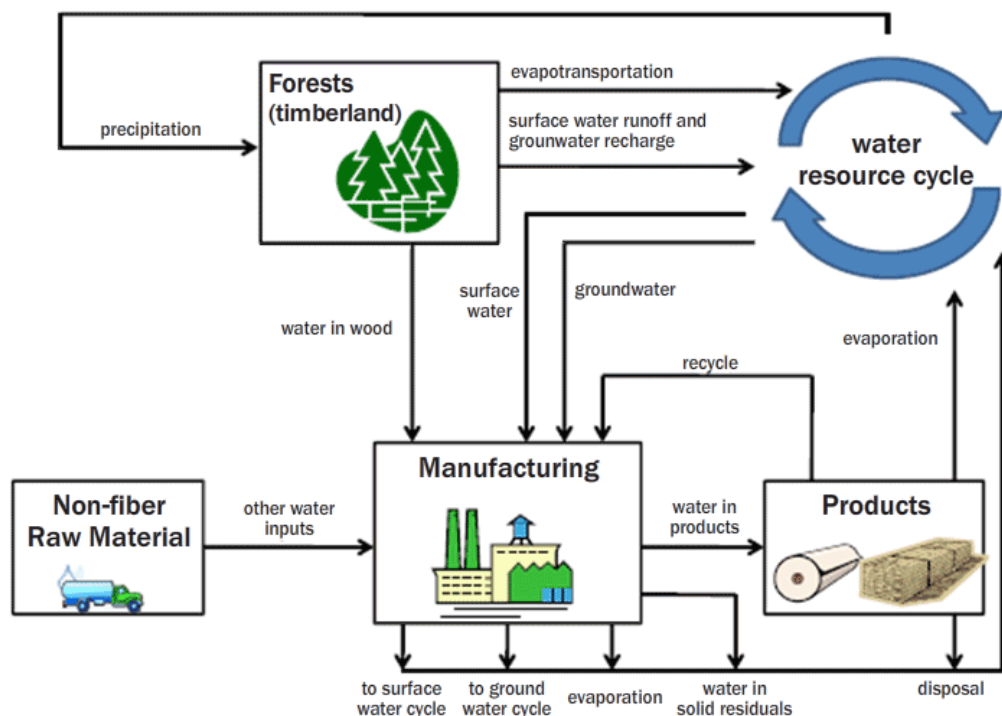 Forests
(timberland)
evapotransportation
precipitation
surface water runoff and
grounwater recharge
water
resource cycle
surface
water
groundwater
water in wood
evaporation
recycle
Manufacturing
Non-fiber
Raw Material
other water
inputs
water in
products
Products
to surface
water cycle
to ground
water cycle
evaporation
water in
solid residuals
disposal